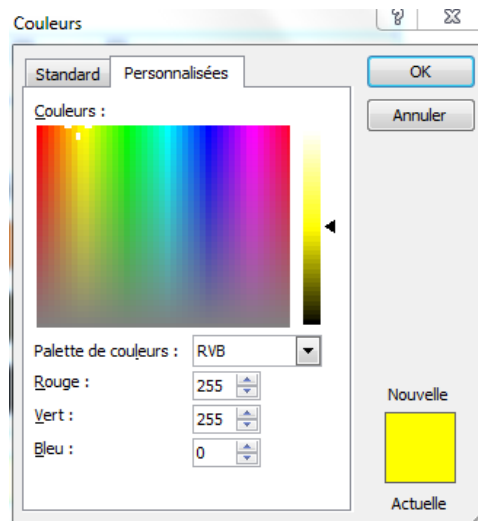 Couleurs
?
Standard Personnalisées
OK
Annuler
Couleurs :
Palette de couleurs : RVB
Rouge : 255
Vert : 255
Bleu : 0
Nouvelle
Actuelle